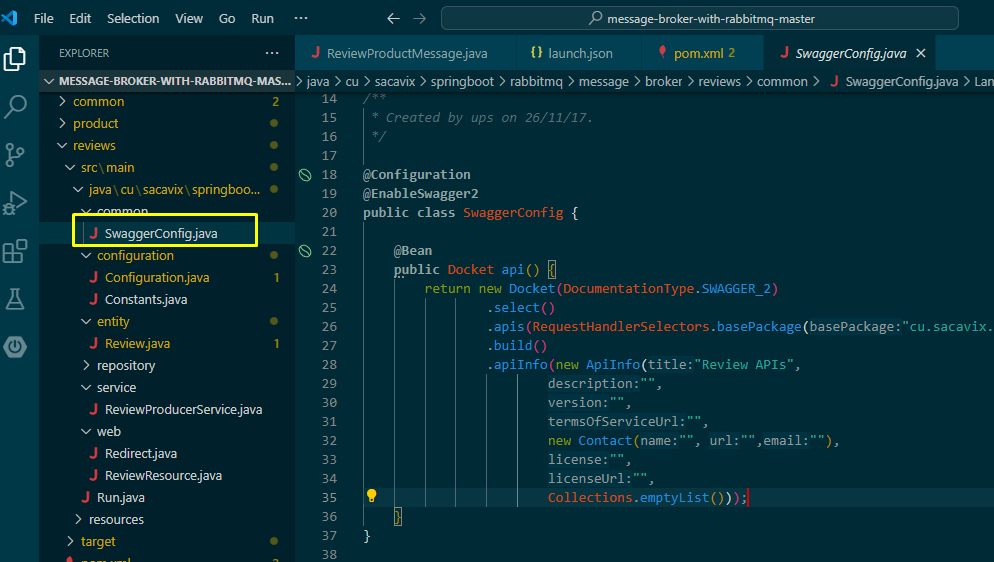 File Edit Selection View Go Run ··· ← → message-broker-with-rabbitmq-master
EXPLORER ···
ReviewProductMessage.java launch.json pom.xml 2 SwaggerConfig.java ×
MESSAGE-BROKER-WITH-RABBITMQ-MAS...
java > cu > sacavix > springboot > rabbitmq > message > broker > reviews > common > SwaggerConfig.java > Lan
common 2
product
reviews
src\main
java\cu\sacavix\springboo...
common
SwaggerConfig.java
configuration
Configuration.java 1
Constants.java
entity
Review.java 1
repository
service
ReviewProducerService.java
web
Redirect.java
ReviewResource.java
Run.java
resources
target
pom.xml 2
14 /**
15 * Created by ups on 26/11/17.
16 */
17
18 @Configuration
19 @EnableSwagger2
20 public class SwaggerConfig {
21
22 @Bean
23 public Docket api() {
24 return new Docket(DocumentationType.SWAGGER_2)
25 .select()
26 .apis(RequestHandlerSelectors.basePackage(basePackage:"cu.sacavix.
27 .build()
28 .apiInfo(new ApiInfo(title:"Review APIs",
29 description:"",
30 version:"",
31 termsOfServiceUrl:"",
32 new Contact(name:"", url:"",email:""),
33 license:"",
34 licenseUrl:"",
35 Collections.emptyList()));
36 }
37 }
38